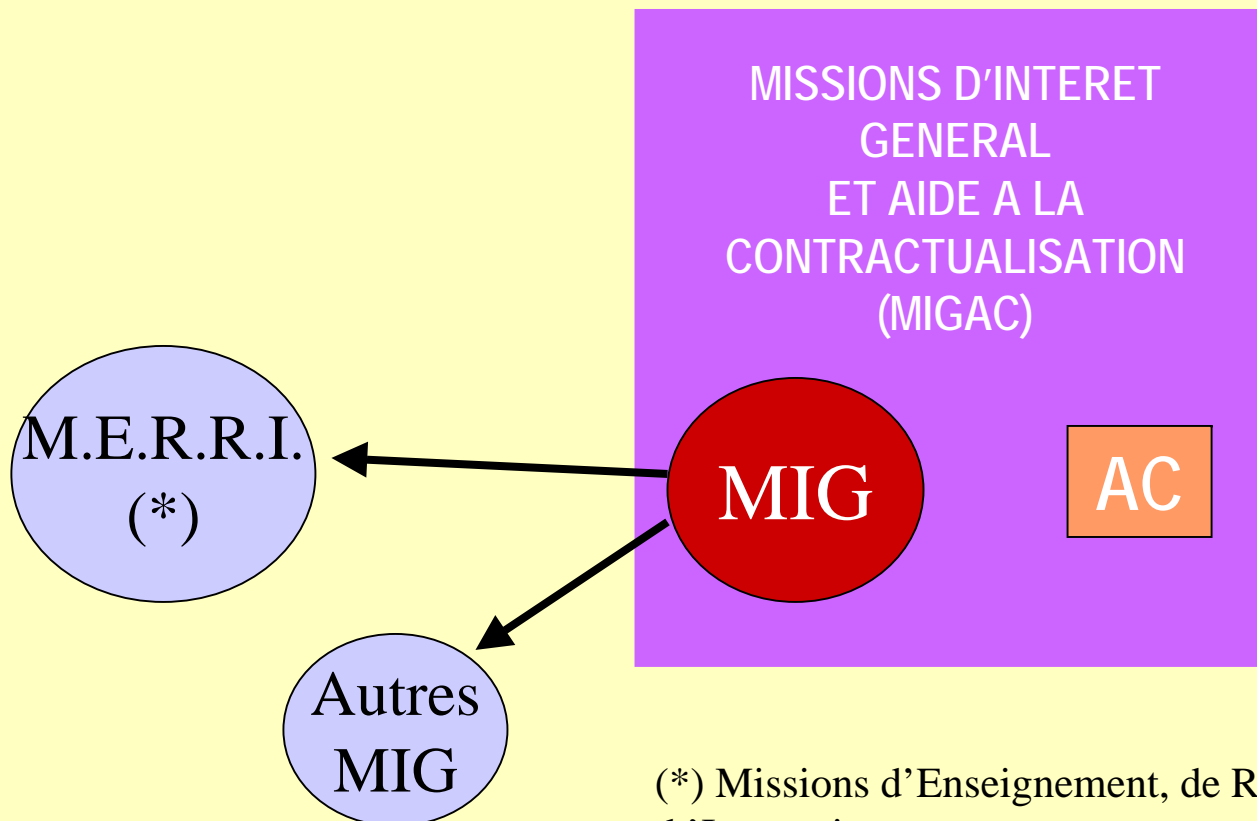 MISSIONS D'INTERET
GENERAL
ET AIDE A LA
CONTRACTUALISATION
(MIGAC)
M.E.R.R.I.
(*)
MIG
AC
Autres
MIG
(*) Missions d'Enseignement, de R